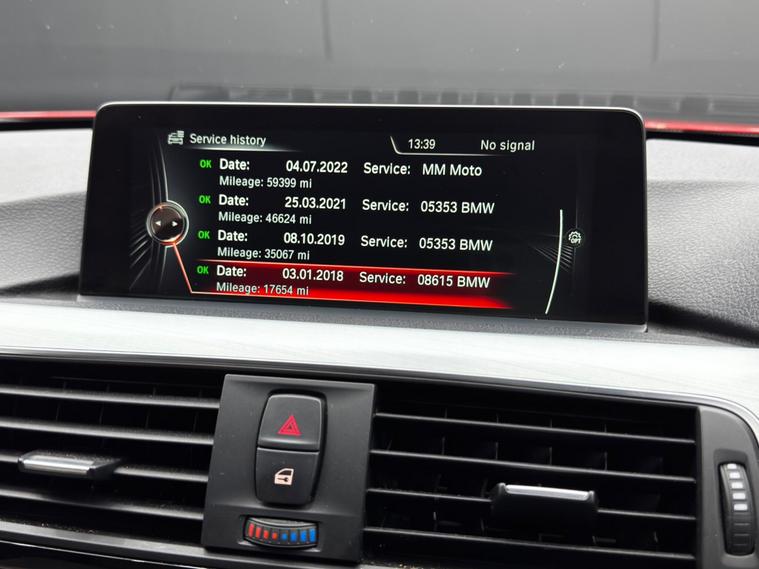 Service history 13:39 No signal
OK Date: 04.07.2022 Service: MM Moto
Mileage: 59399 mi
OK Date: 25.03.2021 Service: 05353 BMW
Mileage: 46624 mi
OK Date: 08.10.2019 Service: 05353 BMW
Mileage: 35067 mi
OK Date: 03.01.2018 Service: 08615 BMW
Mileage: 17654 mi